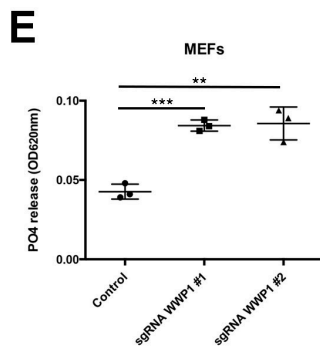 E
MEFs
**
***
PO4 release (OD620nm)
0.10
0.05
0.00
Control
sgRNA WWP1 #1
sgRNA WWP1 #2